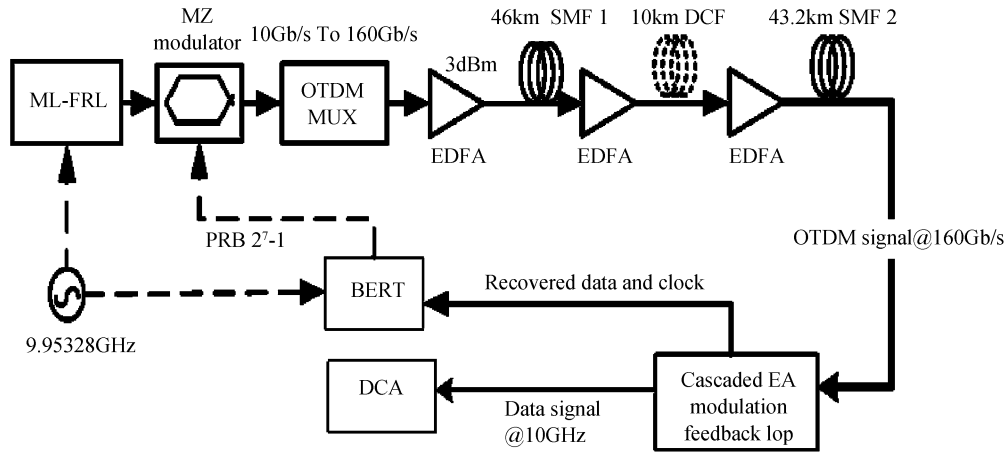 46km SMF 1
10km DCF
43.2km SMF 2
MZ
modulator
10Gb/s To 160Gb/s
3dBm
ML-FRL
OTDM
MUX
EDFA
EDFA
EDFA
PRB 2⁷-1
OTDM signal@160Gb/s
BERT
Recovered data and clock
9.95328GHz
DCA
Data signal
@10GHz
Cascaded EA
modulation
feedback lop